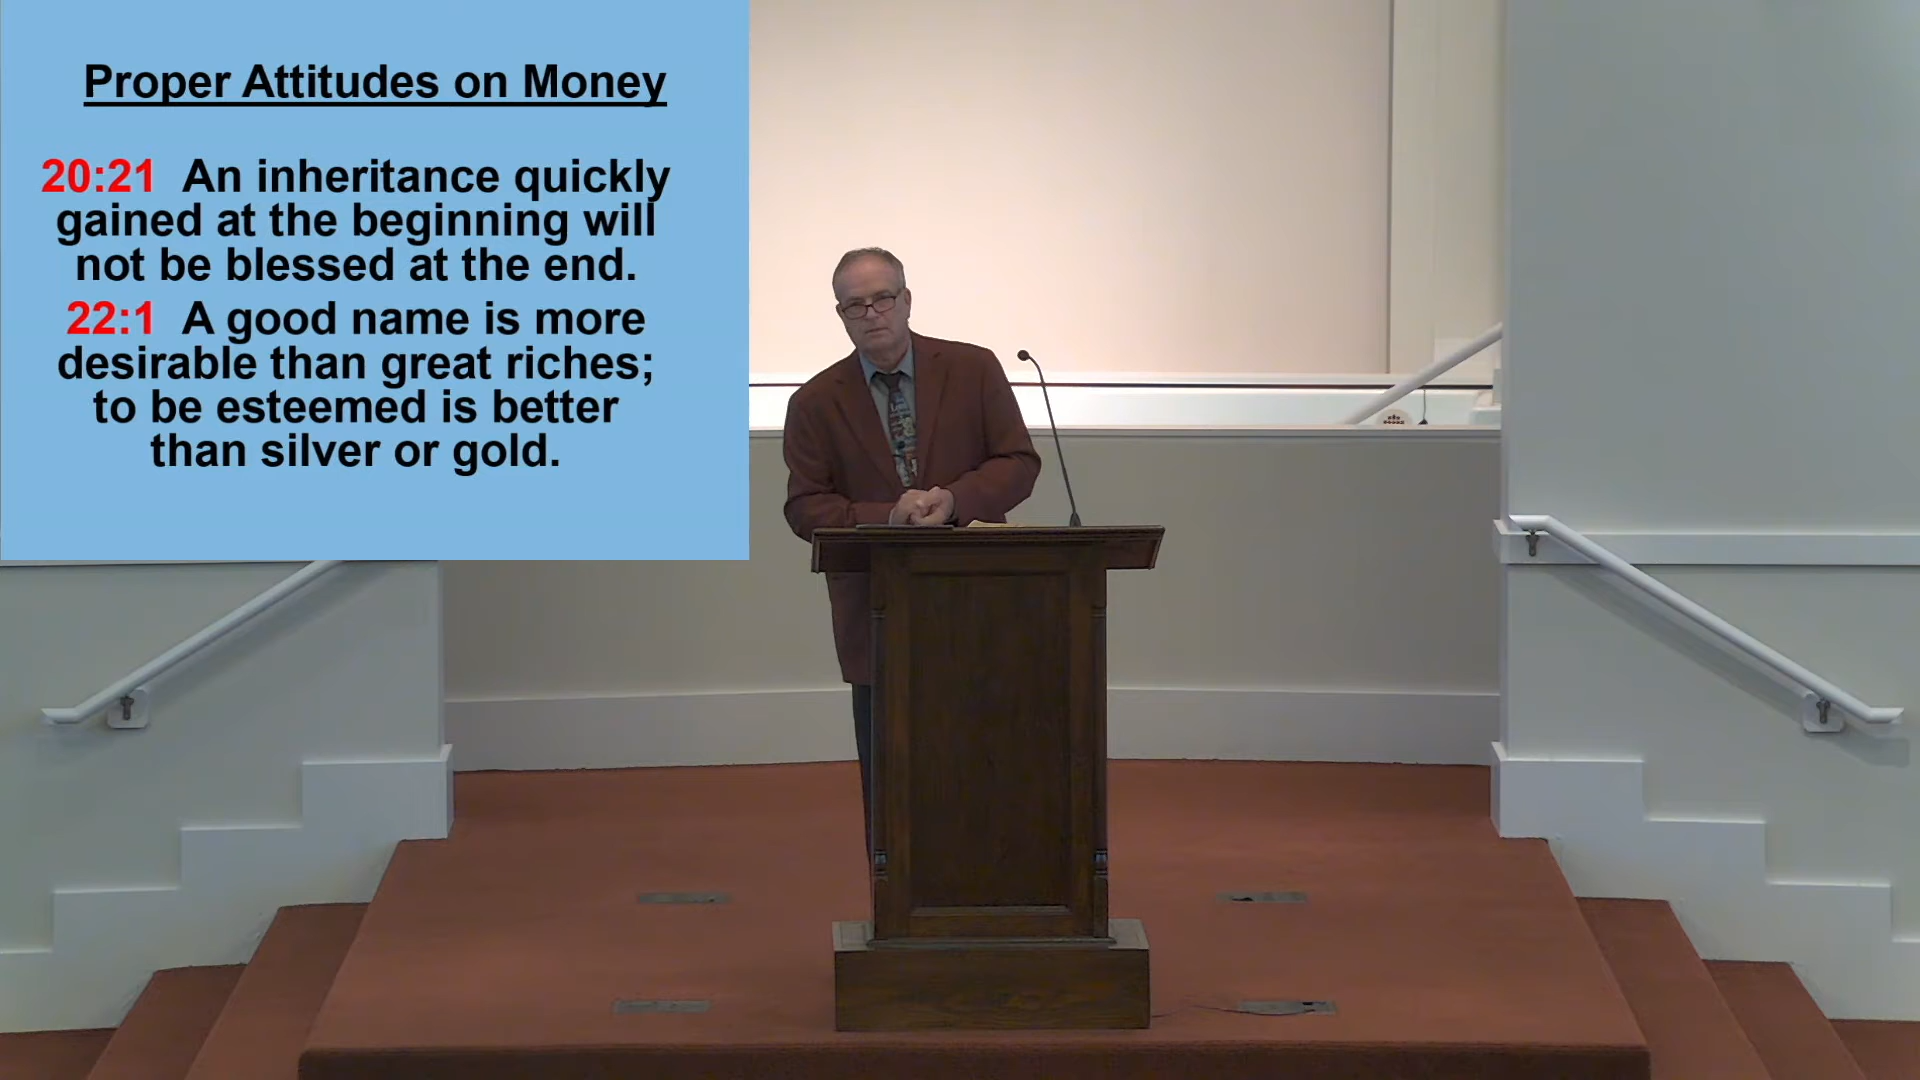 Proper Attitudes on Money
20:21 An inheritance quickly
gained at the beginning will
not be blessed at the end.
22:1 A good name is more
desirable than great riches;
to be esteemed is better
than silver or gold.